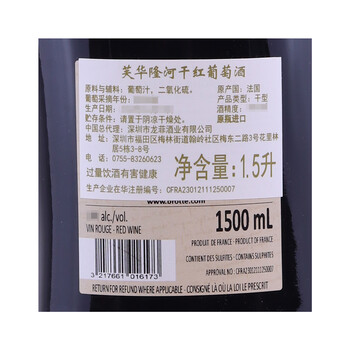 芙华隆河干红葡萄酒
原料与辅料：葡萄汁，二氧化硫。
原产国：法国
葡萄采摘年份：
产品类型：干型
灌装日期：
酒精度：
贮存条件：请置于阴凉干燥处。
原瓶进口
中国总代理：深圳市龙菲酒业有限公司
地址：深圳市福田区梅林街道翰岭社区梅东二路3号花里林
居5栋3-8号
电话：0755-83260623
过量饮酒有害健康
净含量：1.5升
生产企业在华注册编号：CFRA23012111250007
www.brotte.com
alc./vol.
1500 mL
VIN ROUGE - RED WINE
PRODUIT DE FRANCE - PRODUCT OF FRANCE
CONTIENT DES SULFITES - CONTAINS SULPHITES
APPROVAL NO : CFRA23012111250007
3 217661 016173
RETURN FOR REFUND WHERE APPLICABLE - CONSIGNÉ LÀ OÙ LA LOI LE PRESCRIT